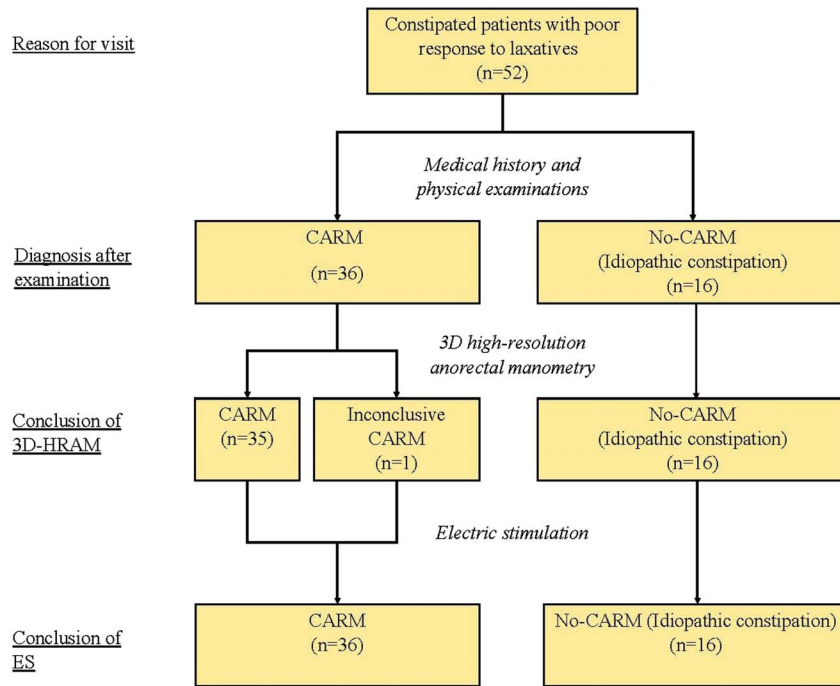 Reason for visit
Constipated patients with poor
response to laxatives
(n=52)
Medical history and
physical examinations
Diagnosis after
examination
CARM
(n=36)
No-CARM
(Idiopathic constipation)
(n=16)
3D high-resolution
anorectal manometry
Conclusion of
3D-HRAM
CARM
(n=35)
Inconclusive
CARM
(n=1)
No-CARM
(Idiopathic constipation)
(n=16)
Electric stimulation
Conclusion of
ES
CARM
(n=36)
No-CARM (Idiopathic constipation)
(n=16)